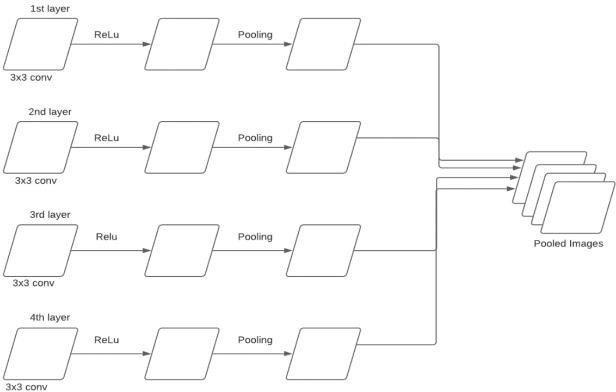 1st layer
ReLu
Pooling
3x3 conv
2nd layer
ReLu
Pooling
3x3 conv
3rd layer
Relu
Pooling
3x3 conv
Pooled Images
4th layer
ReLu
Pooling
3x3 conv